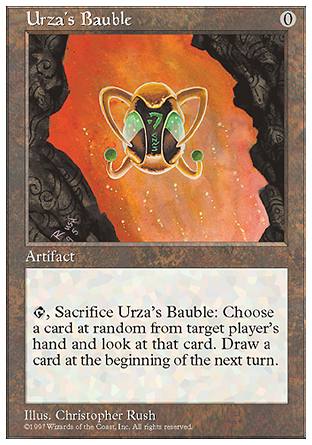 Urza's Bauble 0
Artifact
, Sacrifice Urza's Bauble: Choose
a card at random from target player's
hand and look at that card. Draw a
card at the beginning of the next turn.
Illus. Christopher Rush
©1997 Wizards of the Coast, Inc. All rights reserved.